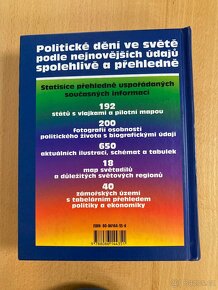 Politické dění ve světě
podle nejnovějších údajů
spolehlivě a přehledně
Statisíce přehledně uspořádaných
současných informací
192
států s vlajkami a pilotní mapou
200
fotografií osobností
politického života s biografickými údaji
650
aktuálních ilustrací, schémat a tabulek
18
map světadílů
a důležitých světových regionů
40
zámořských území
s tabelárním přehledem
politiky a ekonomiky